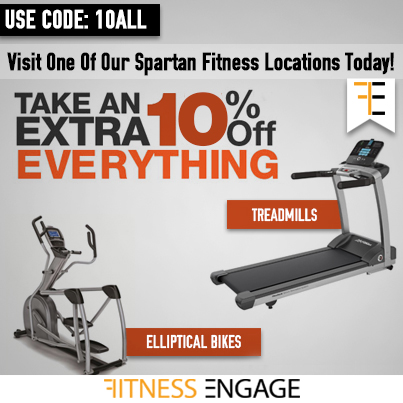 USE CODE: 10ALL
Visit One Of Our Spartan Fitness Locations Today!
FE
TAKE AN
EXTRA 10% Off
EVERYTHING
TREADMILLS
ELLIPTICAL BIKES
FITNESS ENGAGE